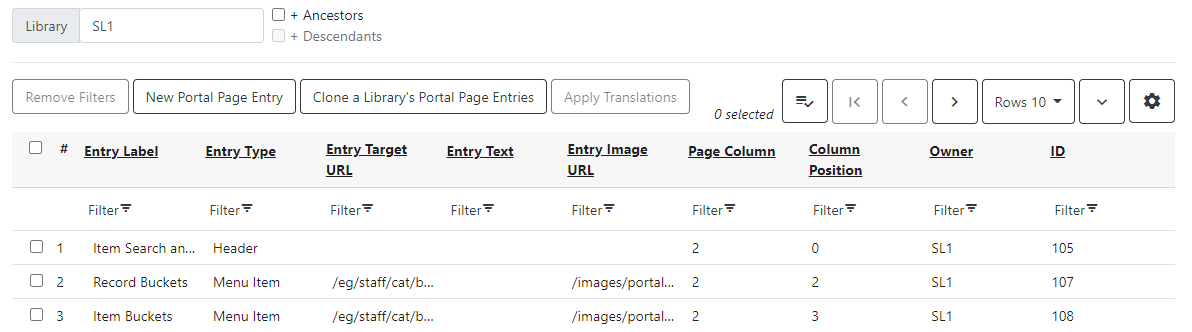 Library SL1 + Ancestors
+ Descendants
Remove Filters New Portal Page Entry Clone a Library's Portal Page Entries Apply Translations 0 selected Rows 10
# Entry Label Entry Type Entry Target URL Entry Text Entry Image URL Page Column Column Position Owner ID
Filter Filter Filter Filter Filter Filter Filter Filter Filter
1 Item Search an... Header 2 0 SL1 105
2 Record Buckets Menu Item /eg/staff/cat/b... /images/portal... 2 2 SL1 107
3 Item Buckets Menu Item /eg/staff/cat/b... /images/portal... 2 3 SL1 108